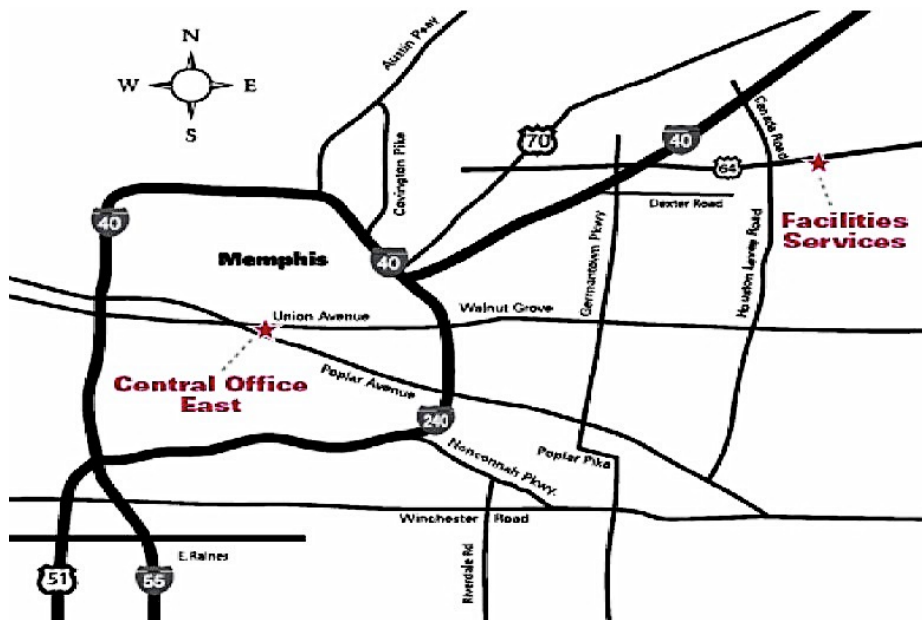 N
W E
S
Austin Peay
Covington Pike
70
40
64
Canada Road
Dexter Road
Facilities
Services
40
Memphis
40
Germantown Pkwy
Houston Levey Road
Union Avenue
Walnut Grove
Central Office
East
Poplar Avenue
240
Nonconnah Pkwy.
Poplar Pike
Winchester Road
E.Raines
Riverdale Rd
51
55